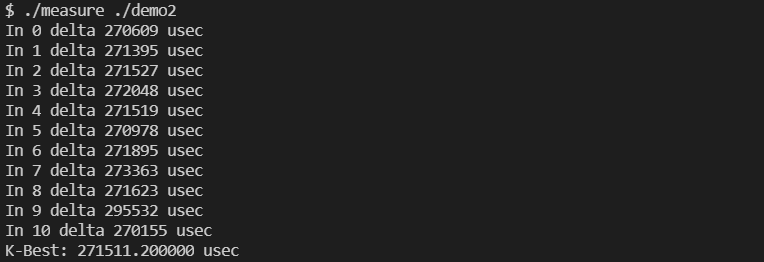 $ ./measure ./demo2
In 0 delta 270609 usec
In 1 delta 271395 usec
In 2 delta 271527 usec
In 3 delta 272048 usec
In 4 delta 271519 usec
In 5 delta 270978 usec
In 6 delta 271895 usec
In 7 delta 273363 usec
In 8 delta 271623 usec
In 9 delta 295532 usec
In 10 delta 270155 usec
K-Best: 271511.200000 usec